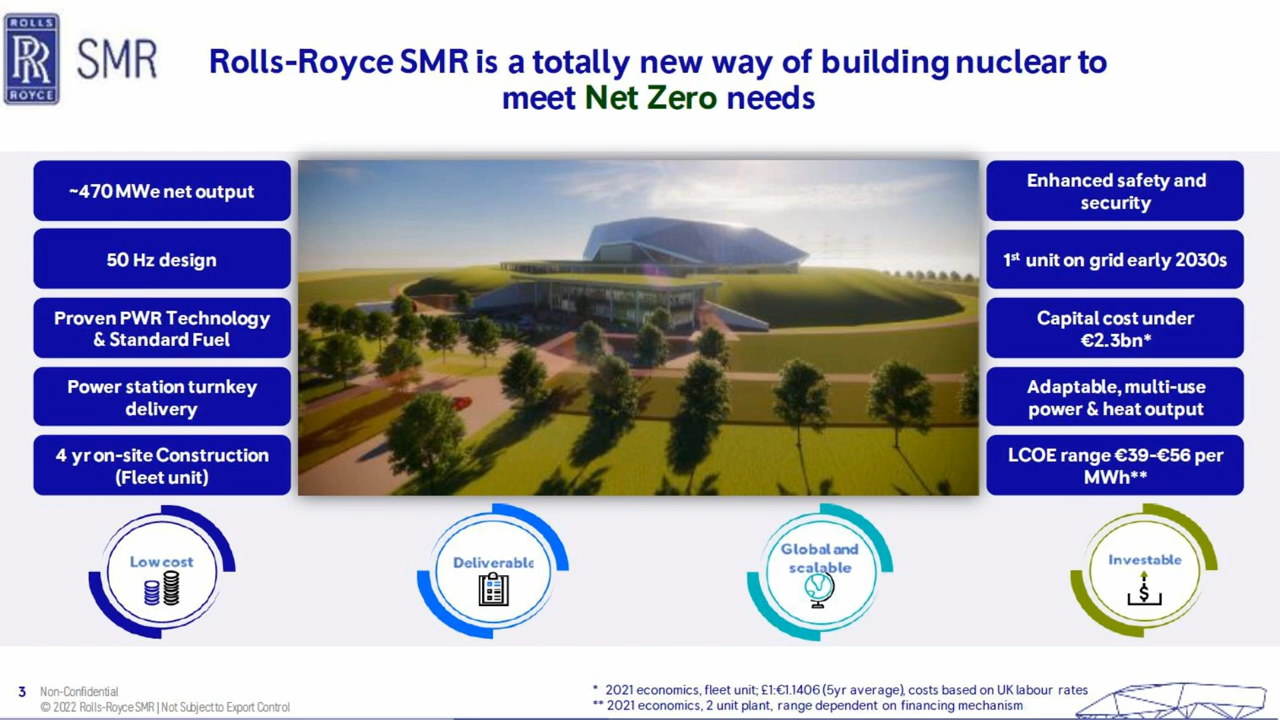 ROLLS
RR
ROYCE
SMR
Rolls-Royce SMR is a totally new way of building nuclear to
meet Net Zero needs
~470 MWe net output
50 Hz design
Proven PWR Technology
& Standard Fuel
Power station turnkey
delivery
4 yr on-site Construction
(Fleet unit)
Enhanced safety and
security
1st unit on grid early 2030s
Capital cost under
€2.3bn*
Adaptable, multi-use
power & heat output
LCOE range €39-€56 per
MWh**
Low cost
Deliverable
Global and
scalable
Investable
$
3 Non-Confidential
© 2022 Rolls-Royce SMR | Not Subject to Export Control
* 2021 economics, fleet unit; £1:€1.1406 (5yr average), costs based on UK labour rates
** 2021 economics, 2 unit plant, range dependent on financing mechanism